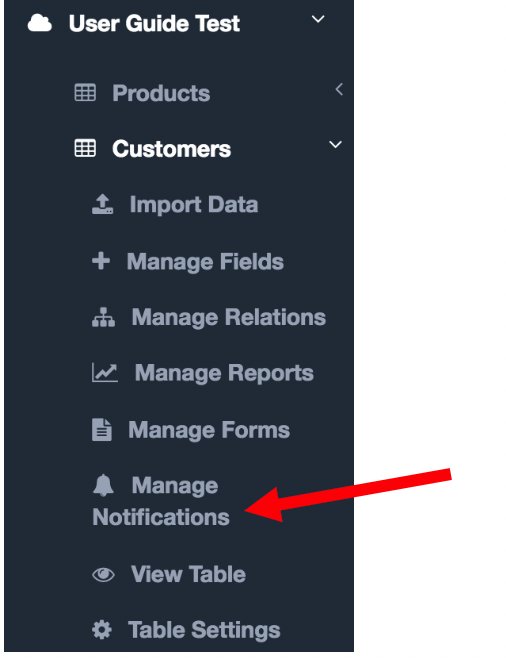 User Guide Test
Products
Customers
Import Data
Manage Fields
Manage Relations
Manage Reports
Manage Forms
Manage
Notifications
View Table
Table Settings